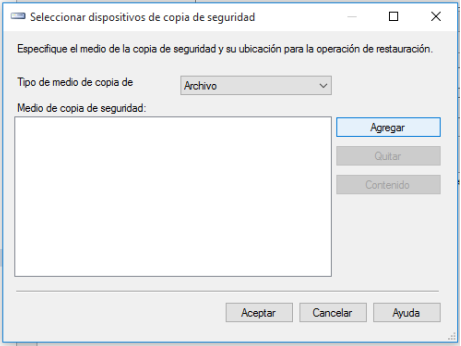 Seleccionar dispositivos de copia de seguridad
Especifique el medio de la copia de seguridad y su ubicación para la operación de restauración.
Tipo de medio de copia de
Archivo
Medio de copia de seguridad:
Agregar
Quitar
Contenido
Aceptar
Cancelar
Ayuda